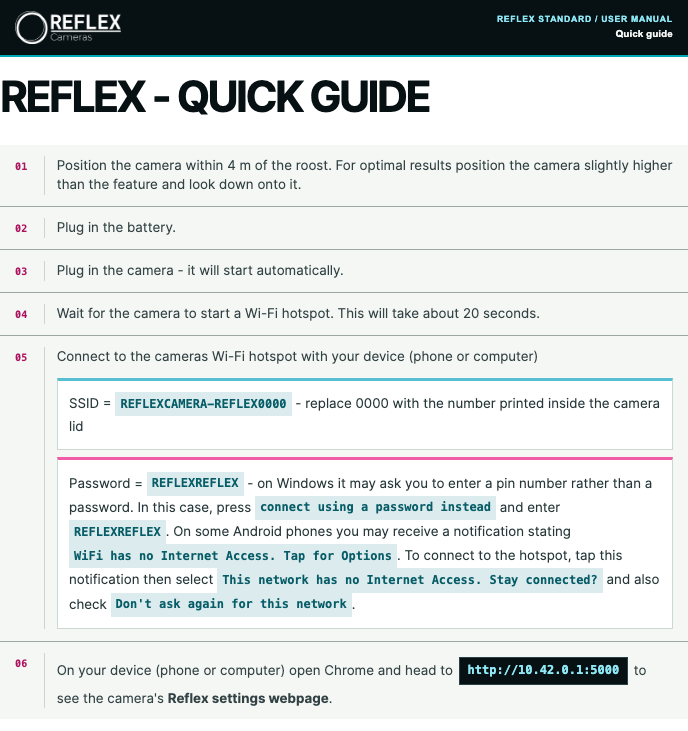 REFLEX
Cameras
REFLEX STANDARD / USER MANUAL
Quick guide
REFLEX - QUICK GUIDE
01
Position the camera within 4 m of the roost. For optimal results position the camera slightly higher
than the feature and look down onto it.
02
Plug in the battery.
03
Plug in the camera - it will start automatically.
04
Wait for the camera to start a Wi-Fi hotspot. This will take about 20 seconds.
05
Connect to the cameras Wi-Fi hotspot with your device (phone or computer)
SSID = REFLEXCAMERA-REFLEX0000 - replace 0000 with the number printed inside the camera
lid
Password = REFLEXREFLEX - on Windows it may ask you to enter a pin number rather than a
password. In this case, press connect using a password instead and enter
REFLEXREFLEX. On some Android phones you may receive a notification stating
WiFi has no Internet Access. Tap for Options. To connect to the hotspot, tap this
notification then select This network has no Internet Access. Stay connected? and also
check Don't ask again for this network.
06
On your device (phone or computer) open Chrome and head to http://10.42.0.1:5000 to
see the camera's Reflex settings webpage.